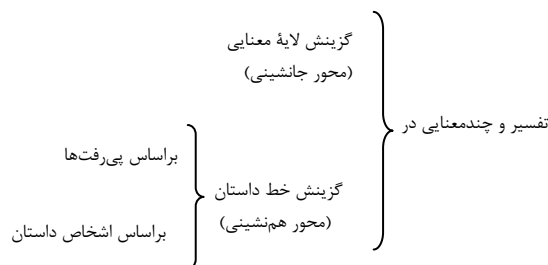 تفسیر و چندمعنایی در
گزینش لایۀ معنایی
(محور جانشینی)
گزینش خط داستان
(محور هم‌نشینی)
براساس پی‌رفت‌ها
براساس اشخاص داستان